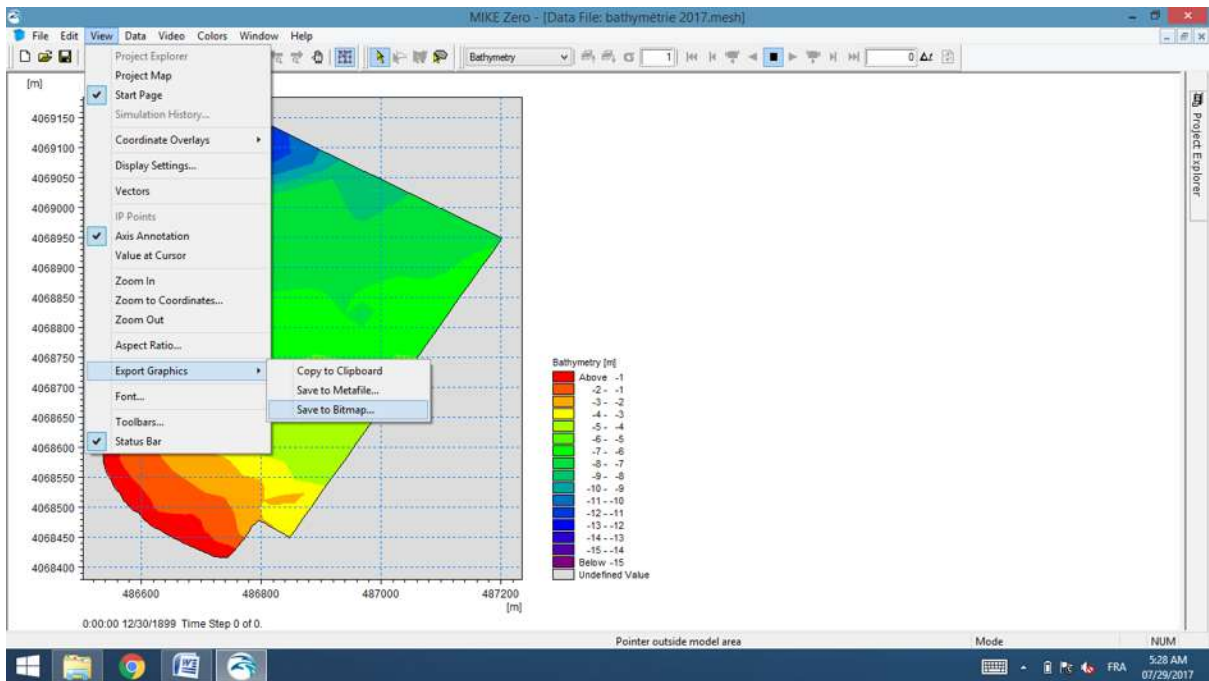 MIKE Zero - [Data File: bathymétrie 2017.mesh]
File Edit View Data Video Colors Window Help
Bathymetry 1 0 Δt
Project Explorer
Project Map
Start Page
Simulation History...
Coordinate Overlays
Display Settings...
Vectors
IP Points
Axis Annotation
Value at Cursor
Zoom In
Zoom to Coordinates...
Zoom Out
Aspect Ratio...
Export Graphics
Font...
Toolbars...
Status Bar
Copy to Clipboard
Save to Metafile...
Save to Bitmap...
[m]
4069150
4069100
4069050
4069000
4068950
4068900
4068850
4068800
4068750
4068700
4068650
4068600
4068550
4068500
4068450
4068400
486600 486800 487000 487200
[m]
0:00:00 12/30/1899 Time Step 0 of 0.
Bathymetry [m]
Above -1
-2 - -1
-3 - -2
-4 - -3
-5 - -4
-6 - -5
-7 - -6
-8 - -7
-9 - -8
-10 - -9
-11 - -10
-12 - -11
-13 - -12
-14 - -13
-15 - -14
Below -15
Undefined Value
Project Explorer
Pointer outside model area Mode NUM
FRA 5:28 AM
07/29/2017